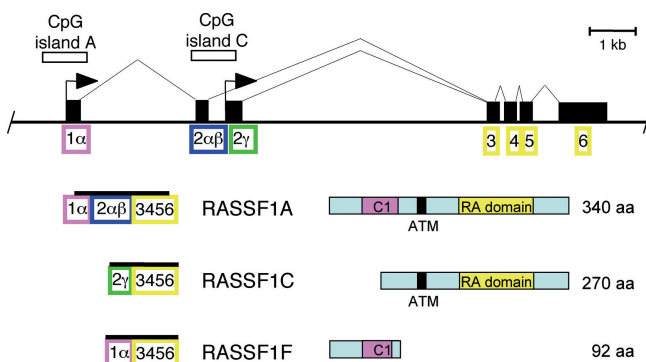 CpG island A
CpG island C
1 kb
1α 2αβ 2γ 3 4 5 6
1α 2αβ 3456 RASSF1A C1 RA domain 340 aa
ATM
2γ 3456 RASSF1C RA domain 270 aa
ATM
1α 3456 RASSF1F C1 92 aa